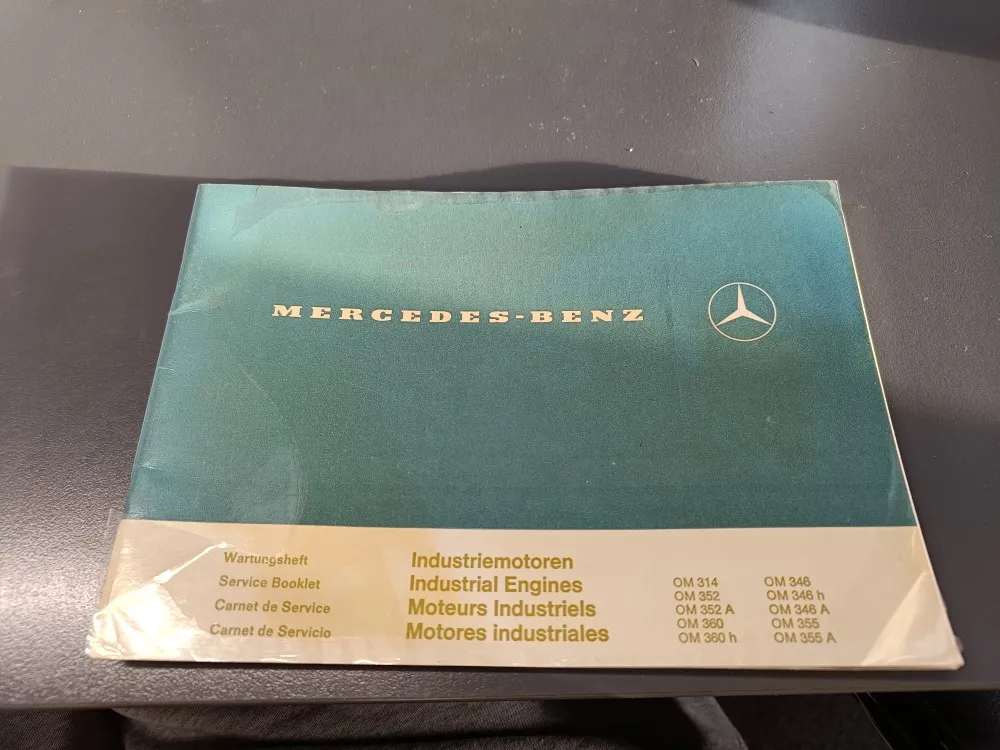 MERCEDES-BENZ
Wartungsheft
Service Booklet
Carnet de Service
Carnet de Servicio
Industriemotoren
Industrial Engines
Moteurs Industriels
Motores industriales
OM 314
OM 352
OM 352 A
OM 360
OM 360 h
OM 346
OM 346 h
OM 346 A
OM 355
OM 355 A